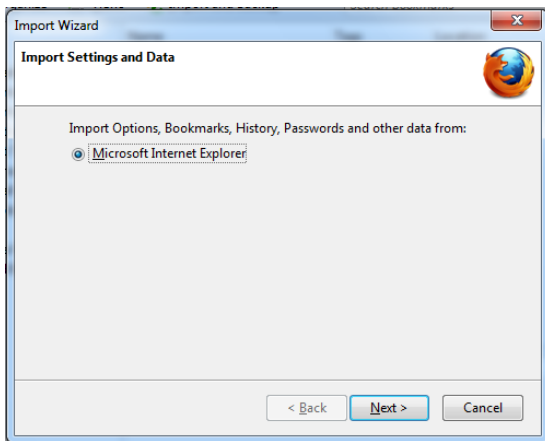 Import Wizard
Import Settings and Data
Import Options, Bookmarks, History, Passwords and other data from:
Microsoft Internet Explorer
< Back Next > Cancel